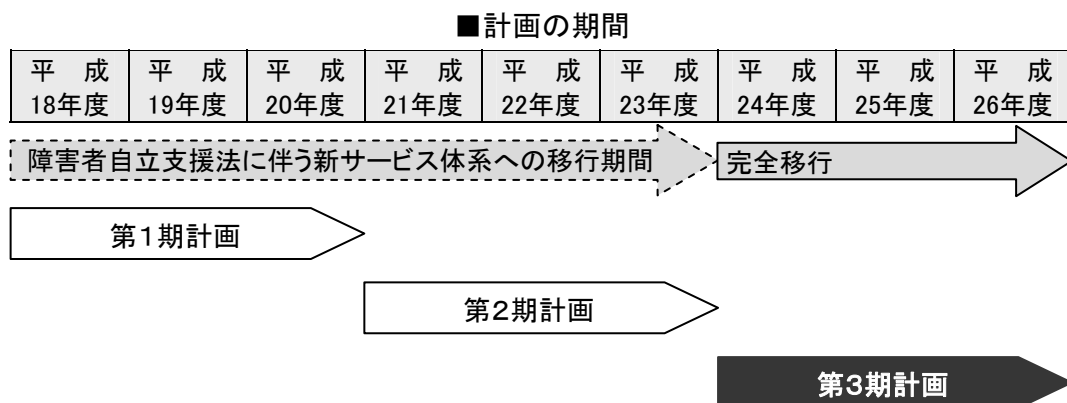 ■計画の期間
平成 平成 平成 平成 平成 平成 平成 平成 平成
18年度 19年度 20年度 21年度 22年度 23年度 24年度 25年度 26年度
障害者自立支援法に伴う新サービス体系への移行期間 完全移行
第1期計画
第2期計画
第3期計画